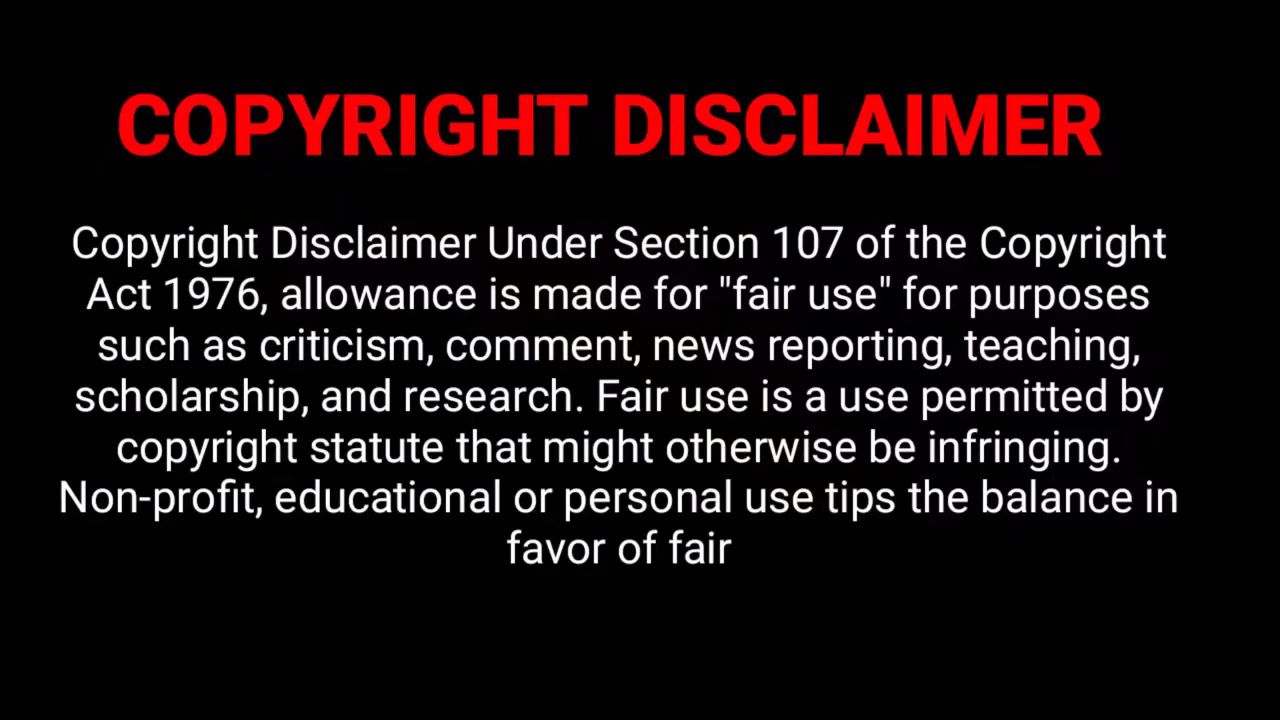 COPYRIGHT DISCLAIMER
Copyright Disclaimer Under Section 107 of the Copyright
Act 1976, allowance is made for "fair use" for purposes
such as criticism, comment, news reporting, teaching,
scholarship, and research. Fair use is a use permitted by
copyright statute that might otherwise be infringing.
Non-profit, educational or personal use tips the balance in
favor of fair